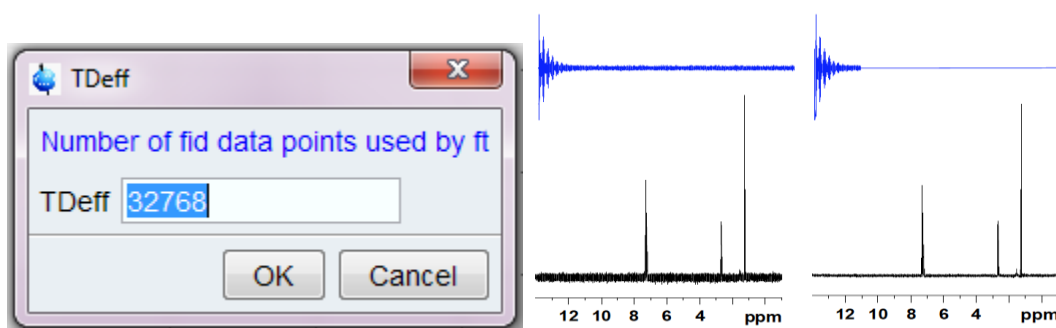 TDeff
Number of fid data points used by ft
TDeff 32768
OK Cancel
12 10 8 6 4 ppm
12 10 8 6 4 ppm